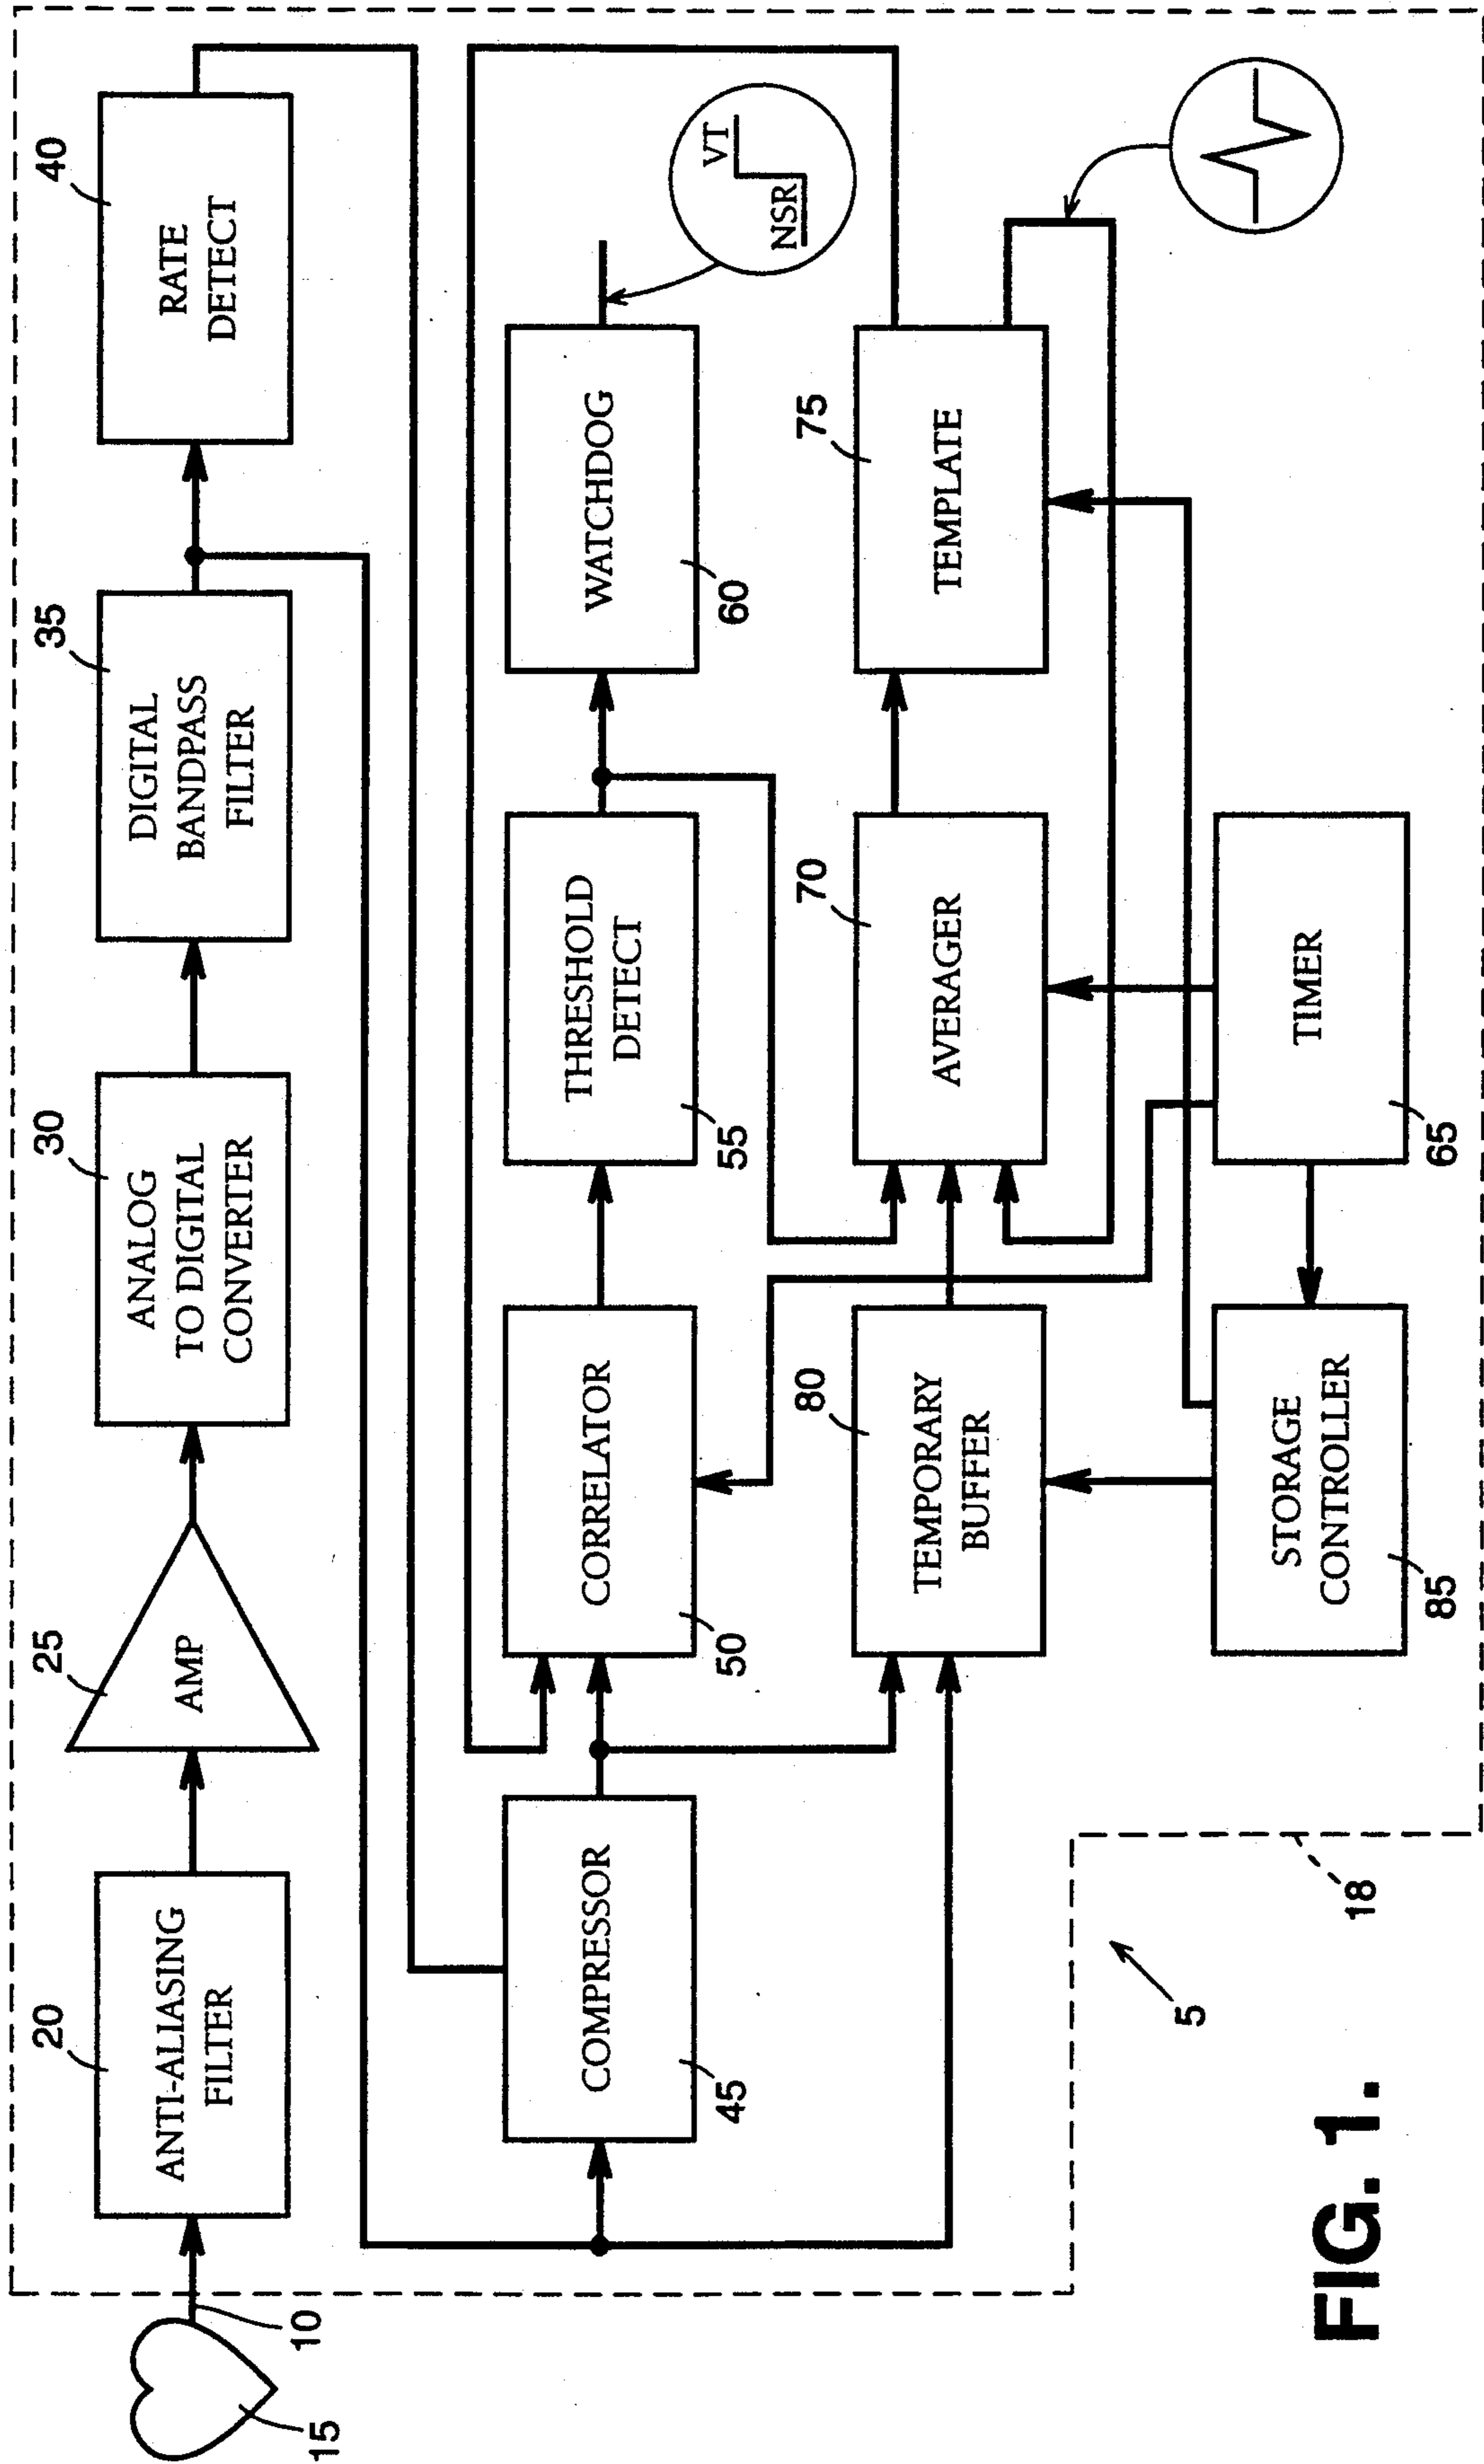 20
ANTI-ALIASING
FILTER
25
AMP
30
ANALOG
TO DIGITAL
CONVERTER
35
DIGITAL
BANDPASS
FILTER
40
RATE
DETECT
10
15
COMPRESSOR
45
CORRELATOR
50
THRESHOLD
DETECT
55
WATCHDOG
60
VT
NSR
80
TEMPORARY
BUFFER
70
AVERAGER
75
TEMPLATE
STORAGE
CONTROLLER
85
TIMER
65
18
5
FIG. 1.